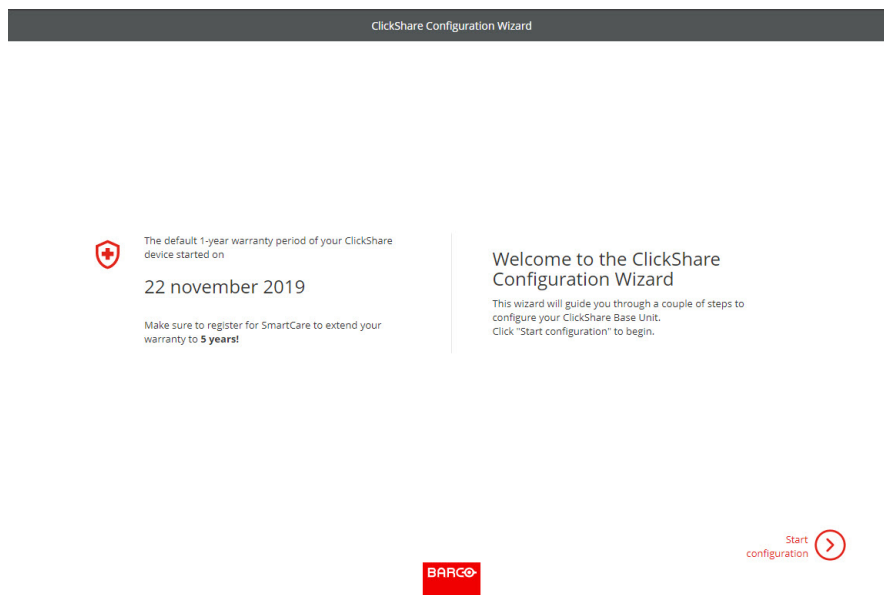 ClickShare Configuration Wizard
The default 1-year warranty period of your ClickShare
device started on
22 november 2019
Make sure to register for SmartCare to extend your
warranty to 5 years!
Welcome to the ClickShare
Configuration Wizard
This wizard will guide you through a couple of steps to
configure your ClickShare Base Unit.
Click "Start configuration" to begin.
Start
configuration
BARCO